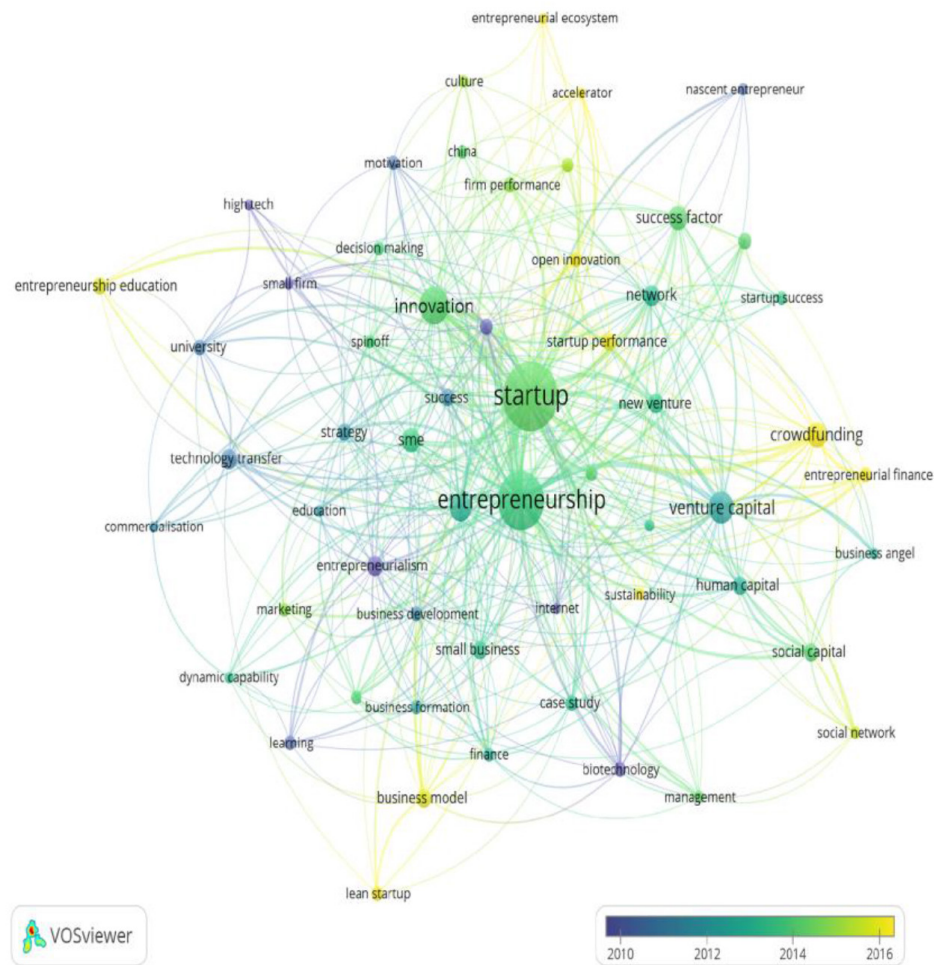 entrepreneurial ecosystem
culture
accelerator
nascent entrepreneur
china
motivation
firm performance
high tech
success factor
decision making
open innovation
entrepreneurship education
small firm
network
startup success
innovation
university
spinoff
startup performance
startup
success
new venture
strategy
sme
crowdfunding
technology transfer
entrepreneurial finance
entrepreneurship
venture capital
education
commercialisation
business angel
entrepreneurialism
human capital
sustainability
marketing
business development
internet
small business
social capital
dynamic capability
business formation
case study
learning
finance
social network
biotechnology
business model
management
lean startup
VOSviewer
2010 2012 2014 2016